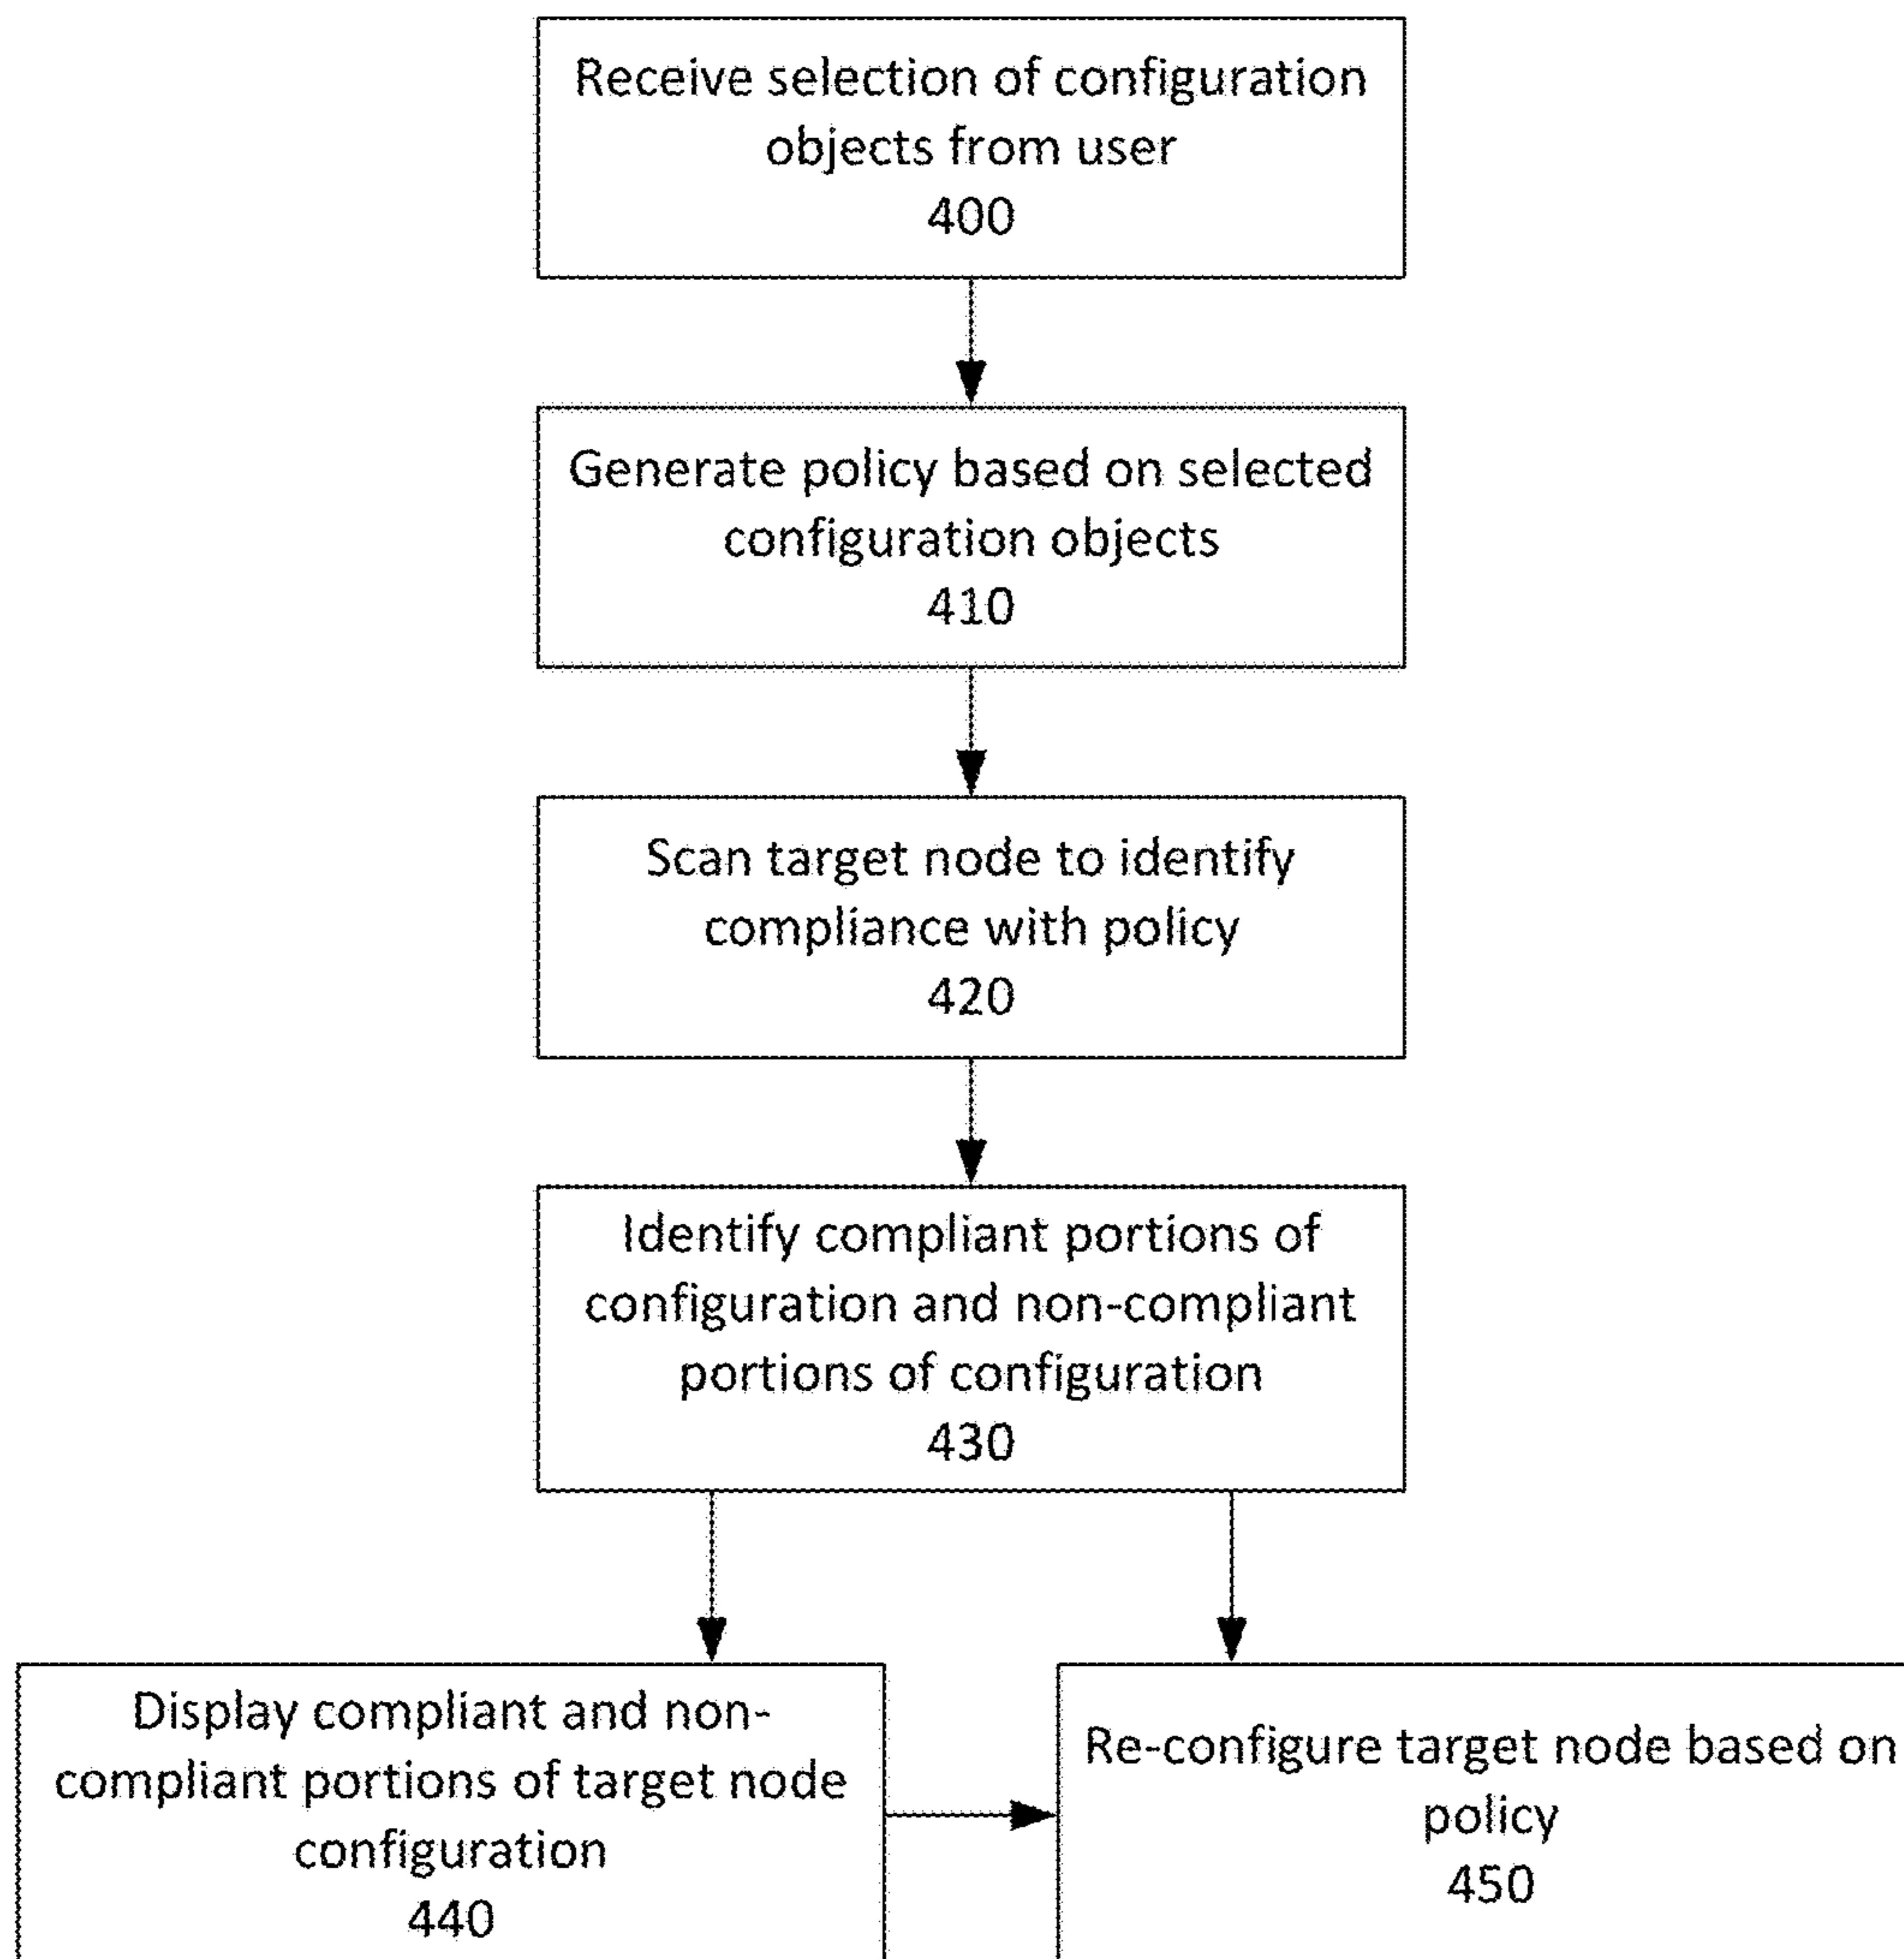 Receive selection of configuration
objects from user
400
Generate policy based on selected
configuration objects
410
Scan target node to identify
compliance with policy
420
Identify compliant portions of
configuration and non-compliant
portions of configuration
430
Display compliant and non-
compliant portions of target node
configuration
440
Re-configure target node based on
policy
450